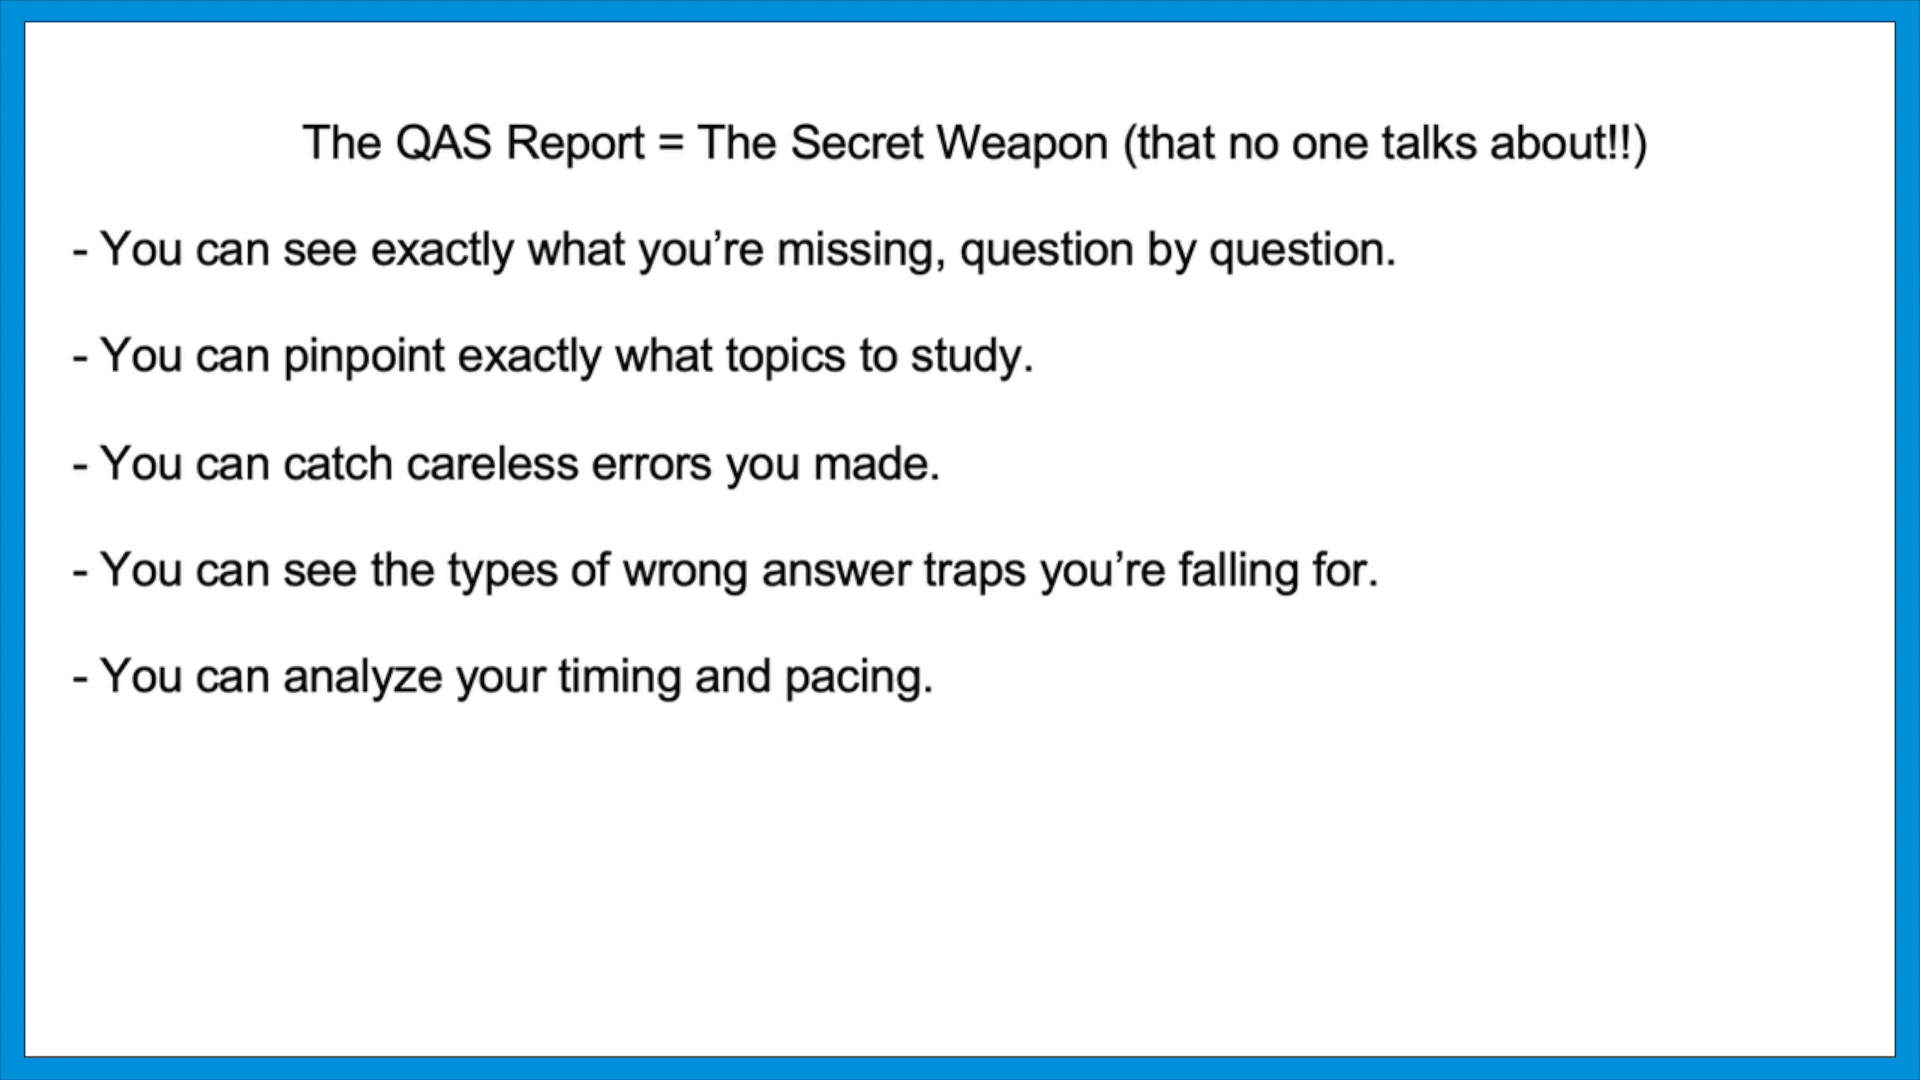 The QAS Report = The Secret Weapon (that no one talks about!!)
- You can see exactly what you’re missing, question by question.
- You can pinpoint exactly what topics to study.
- You can catch careless errors you made.
- You can see the types of wrong answer traps you’re falling for.
- You can analyze your timing and pacing.